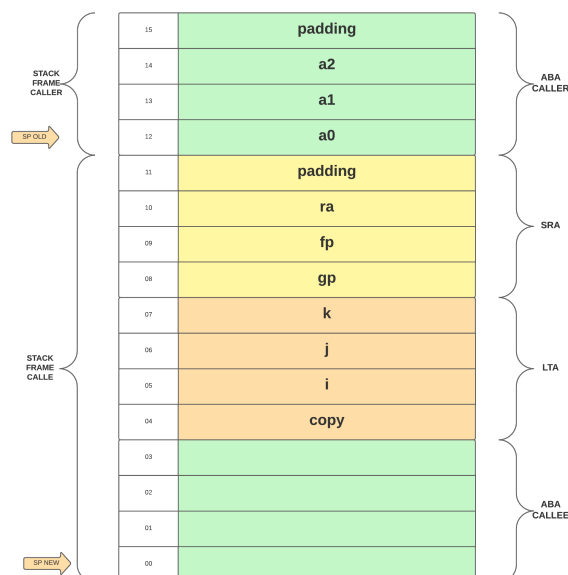 15 padding
STACK
FRAME
CALLER
14 a2
ABA
CALLER
13 a1
SP OLD
12 a0
11 padding
10 ra
SRA
09 fp
08 gp
07 k
06 j
STACK
FRAME
CALLE
LTA
05 i
04 copy
03
02
ABA
CALLEE
01
SP NEW
00